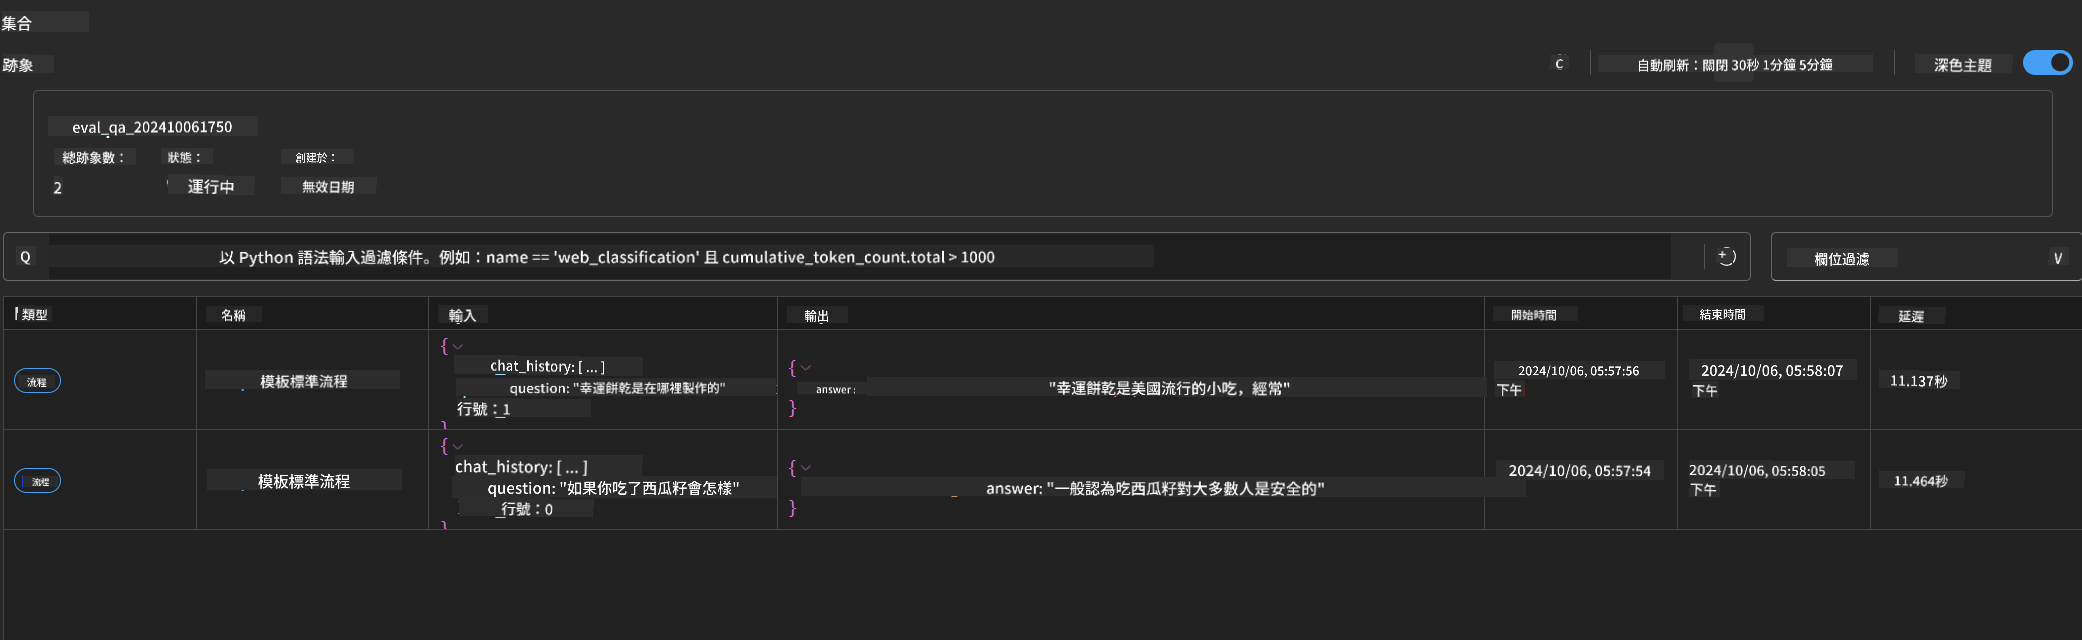 集合
跡象
C 自動刷新：關閉 30秒 1分鐘 5分鐘 深色主題
eval_qa_202410061750
總跡象數： 狀態： 創建於：
2 運行中 無效日期
Q 以 Python 語法輸入過濾條件。例如：name == 'web_classification' 且 cumulative_token_count.total > 1000 欄位過濾 V
類型 名稱 輸入 輸出 開始時間 結束時間 延遲
流程 模板標準流程
{
chat_history: [ ... ]
question: "幸運餅乾是在哪裡製作的"
行號：_1
}
{
answer: "幸運餅乾是美國流行的小吃，經常"
}
2024/10/06, 05:57:56
下午
2024/10/06, 05:58:07
下午
11.137秒
流程 模板標準流程
{
chat_history: [ ... ]
question: "如果你吃了西瓜籽會怎樣"
_行號：0
}
{
answer: "一般認為吃西瓜籽對大多數人是安全的"
}
2024/10/06, 05:57:54
2024/10/06, 05:58:05
下午
11.464秒